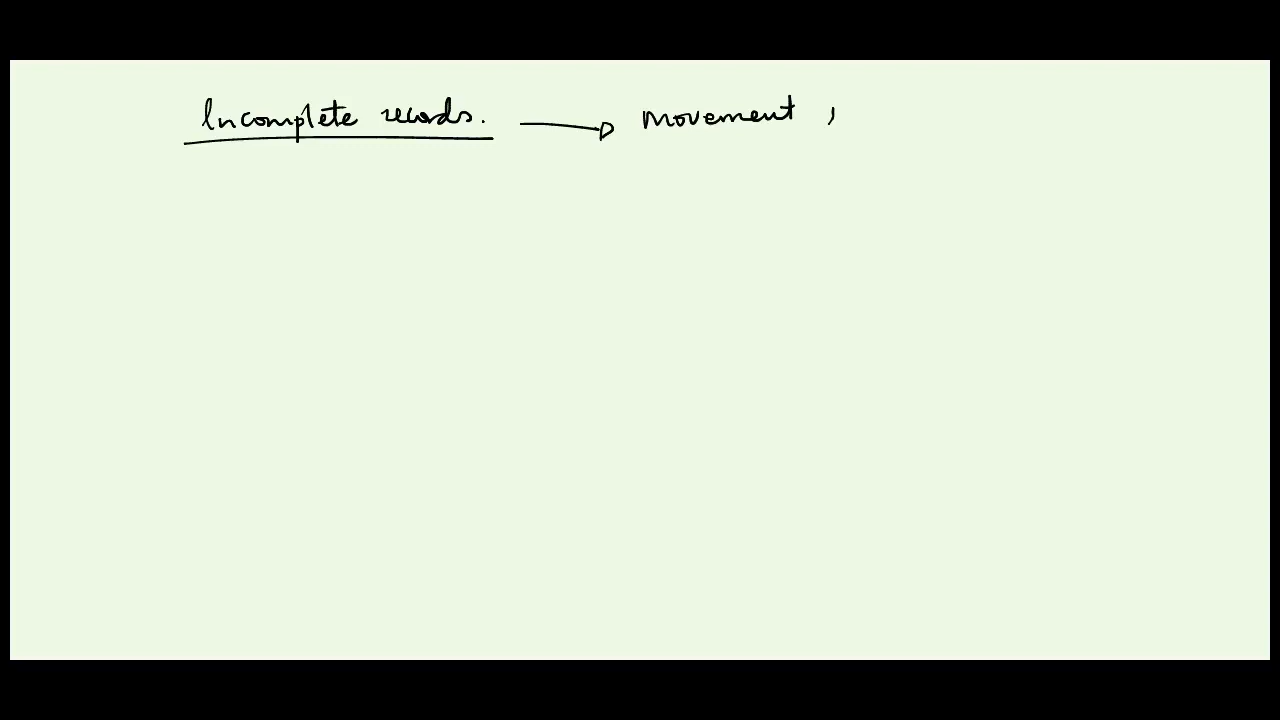 Incomplete records. → movement ,